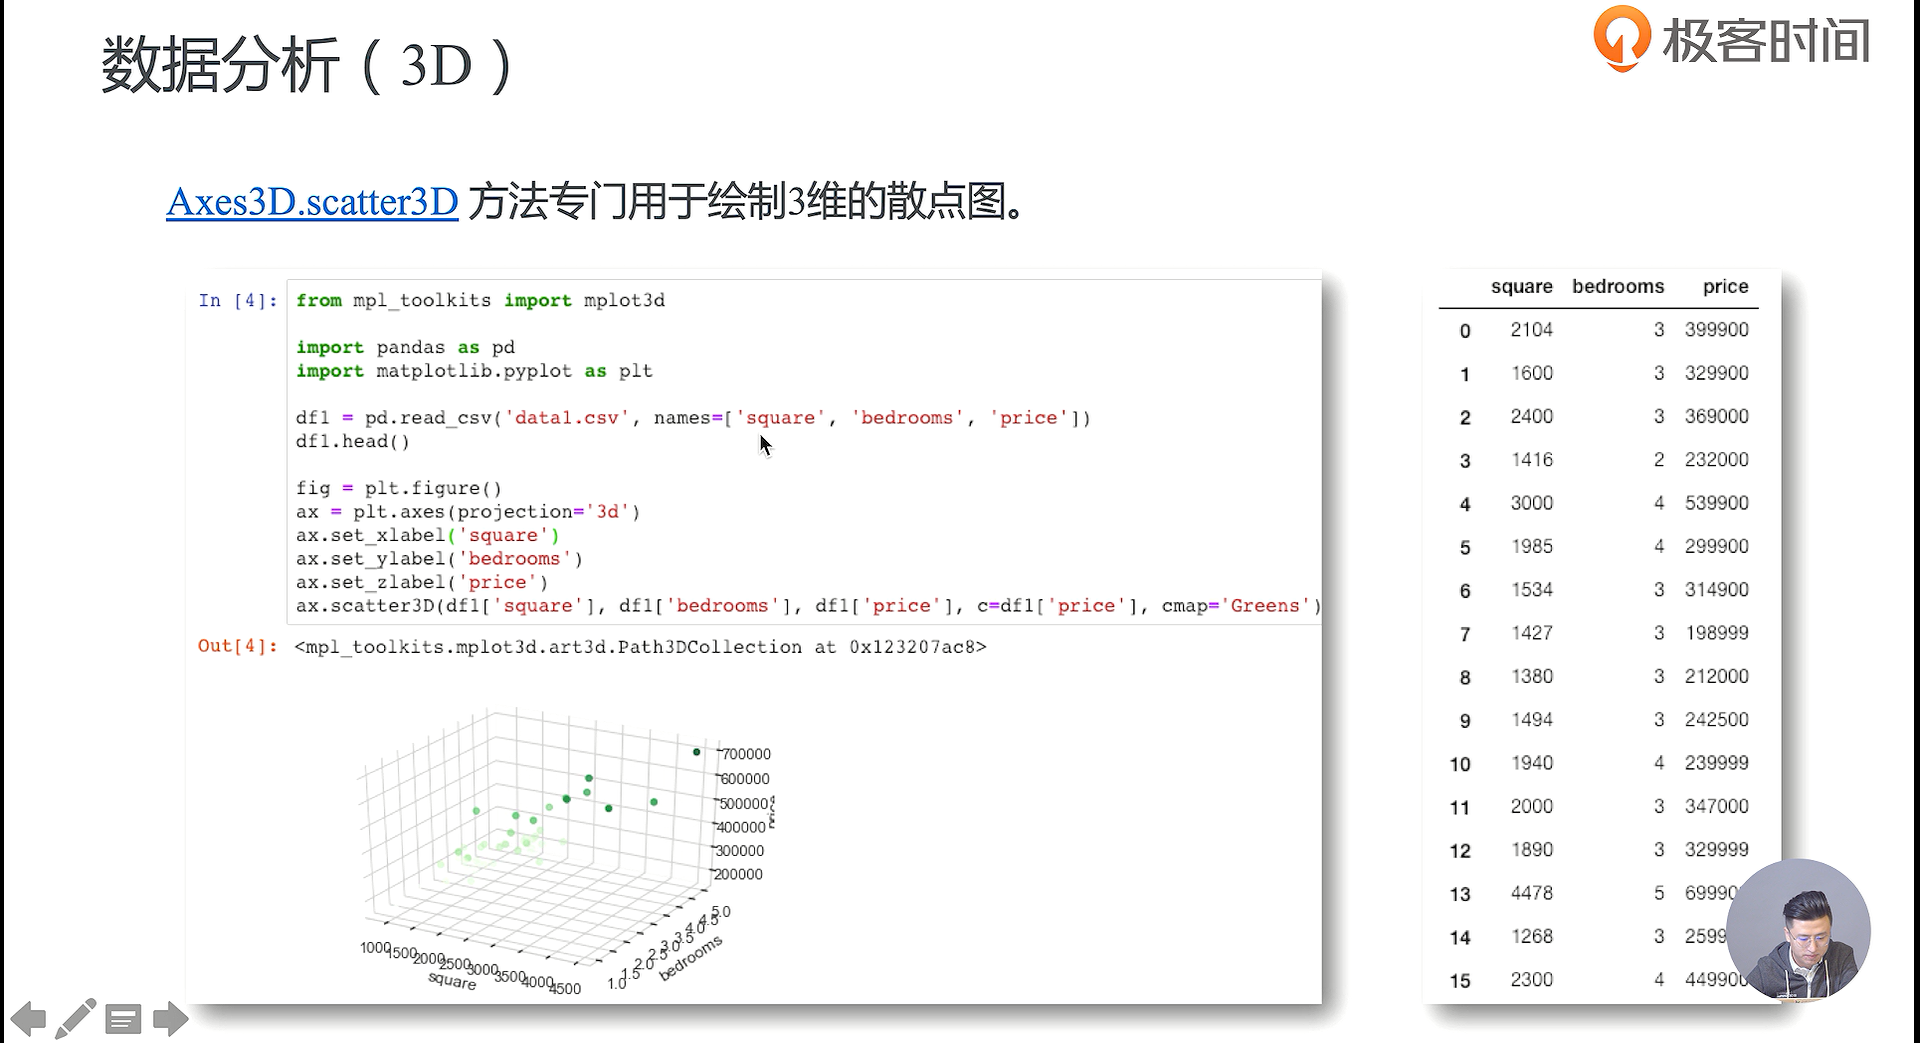 数据分析（3D）
极客时间
Axes3D.scatter3D 方法专门用于绘制3维的散点图。
In [4]:
from mpl_toolkits import mplot3d
import pandas as pd
import matplotlib.pyplot as plt
df1 = pd.read_csv('data1.csv', names=['square', 'bedrooms', 'price'])
df1.head()
fig = plt.figure()
ax = plt.axes(projection='3d')
ax.set_xlabel('square')
ax.set_ylabel('bedrooms')
ax.set_zlabel('price')
ax.scatter3D(df1['square'], df1['bedrooms'], df1['price'], c=df1['price'], cmap='Greens')
Out[4]: <mpl_toolkits.mplot3d.art3d.Path3DCollection at 0x123207ac8>
700000
600000
500000
400000
300000
200000
1000 1500 2000 2500 3000 3500 4000 4500
square
1.0 1.5 2.0 2.5 3.0 3.5 4.0 4.5 5.0
bedrooms
square bedrooms price
0 2104 3 399900
1 1600 3 329900
2 2400 3 369000
3 1416 2 232000
4 3000 4 539900
5 1985 4 299900
6 1534 3 314900
7 1427 3 198999
8 1380 3 212000
9 1494 3 242500
10 1940 4 239999
11 2000 3 347000
12 1890 3 329999
13 4478 5 69990
14 1268 3 2599
15 2300 4 449900